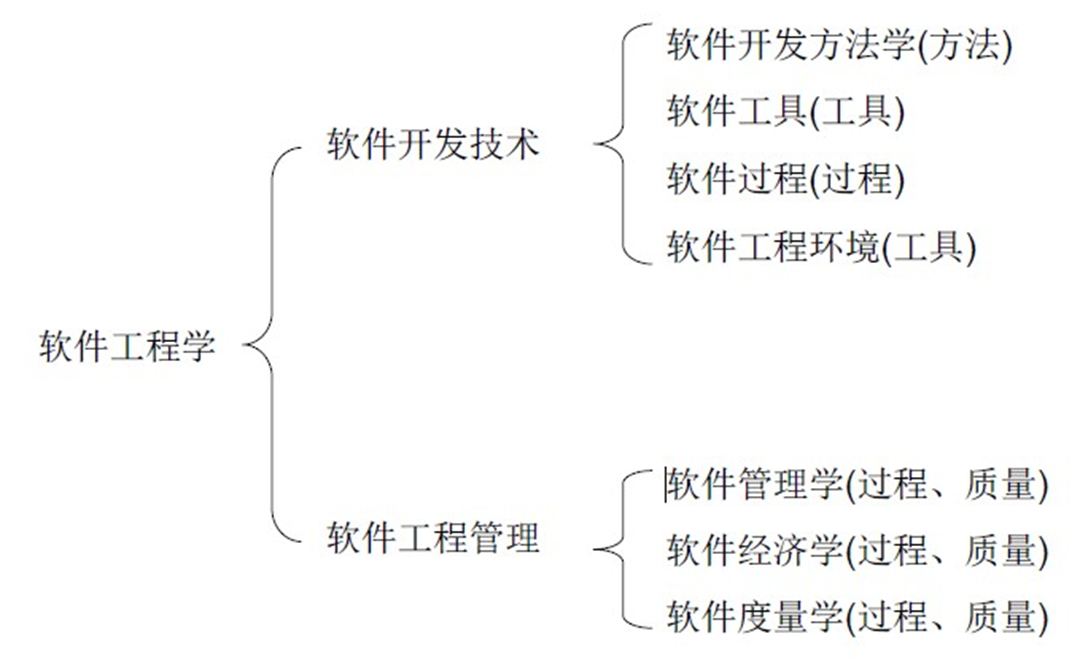 软件工程学
软件开发技术
软件开发方法学(方法)
软件工具(工具)
软件过程(过程)
软件工程环境(工具)
软件工程管理
软件管理学(过程、质量)
软件经济学(过程、质量)
软件度量学(过程、质量)